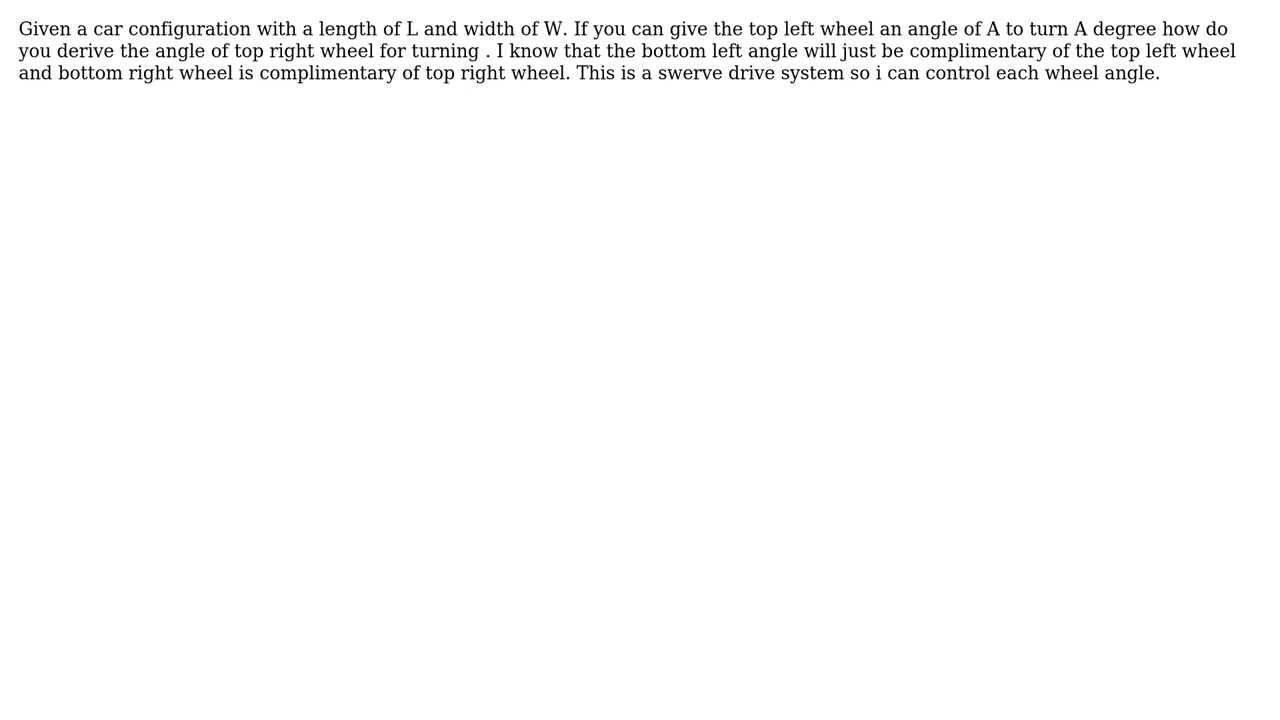 Given a car configuration with a length of L and width of W. If you can give the top left wheel an angle of A to turn A degree how do
you derive the angle of top right wheel for turning . I know that the bottom left angle will just be complimentary of the top left wheel
and bottom right wheel is complimentary of top right wheel. This is a swerve drive system so i can control each wheel angle.